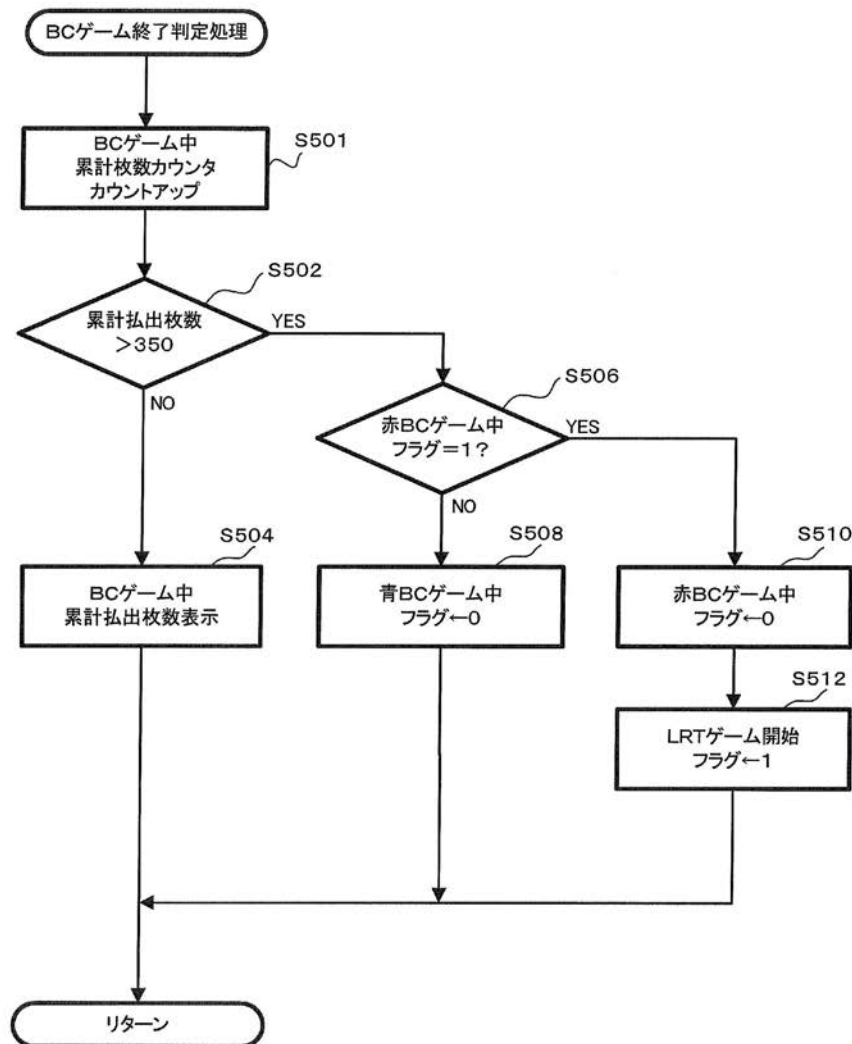 BCゲーム終了判定処理
S501
BCゲーム中
累計枚数カウンタ
カウントアップ
S502
累計払出枚数
>350
YES
NO
S506
赤BCゲーム中
フラグ=1?
YES
NO
S504
BCゲーム中
累計払出枚数表示
S508
青BCゲーム中
フラグ←0
S510
赤BCゲーム中
フラグ←0
S512
LRTゲーム開始
フラグ←1
リターン